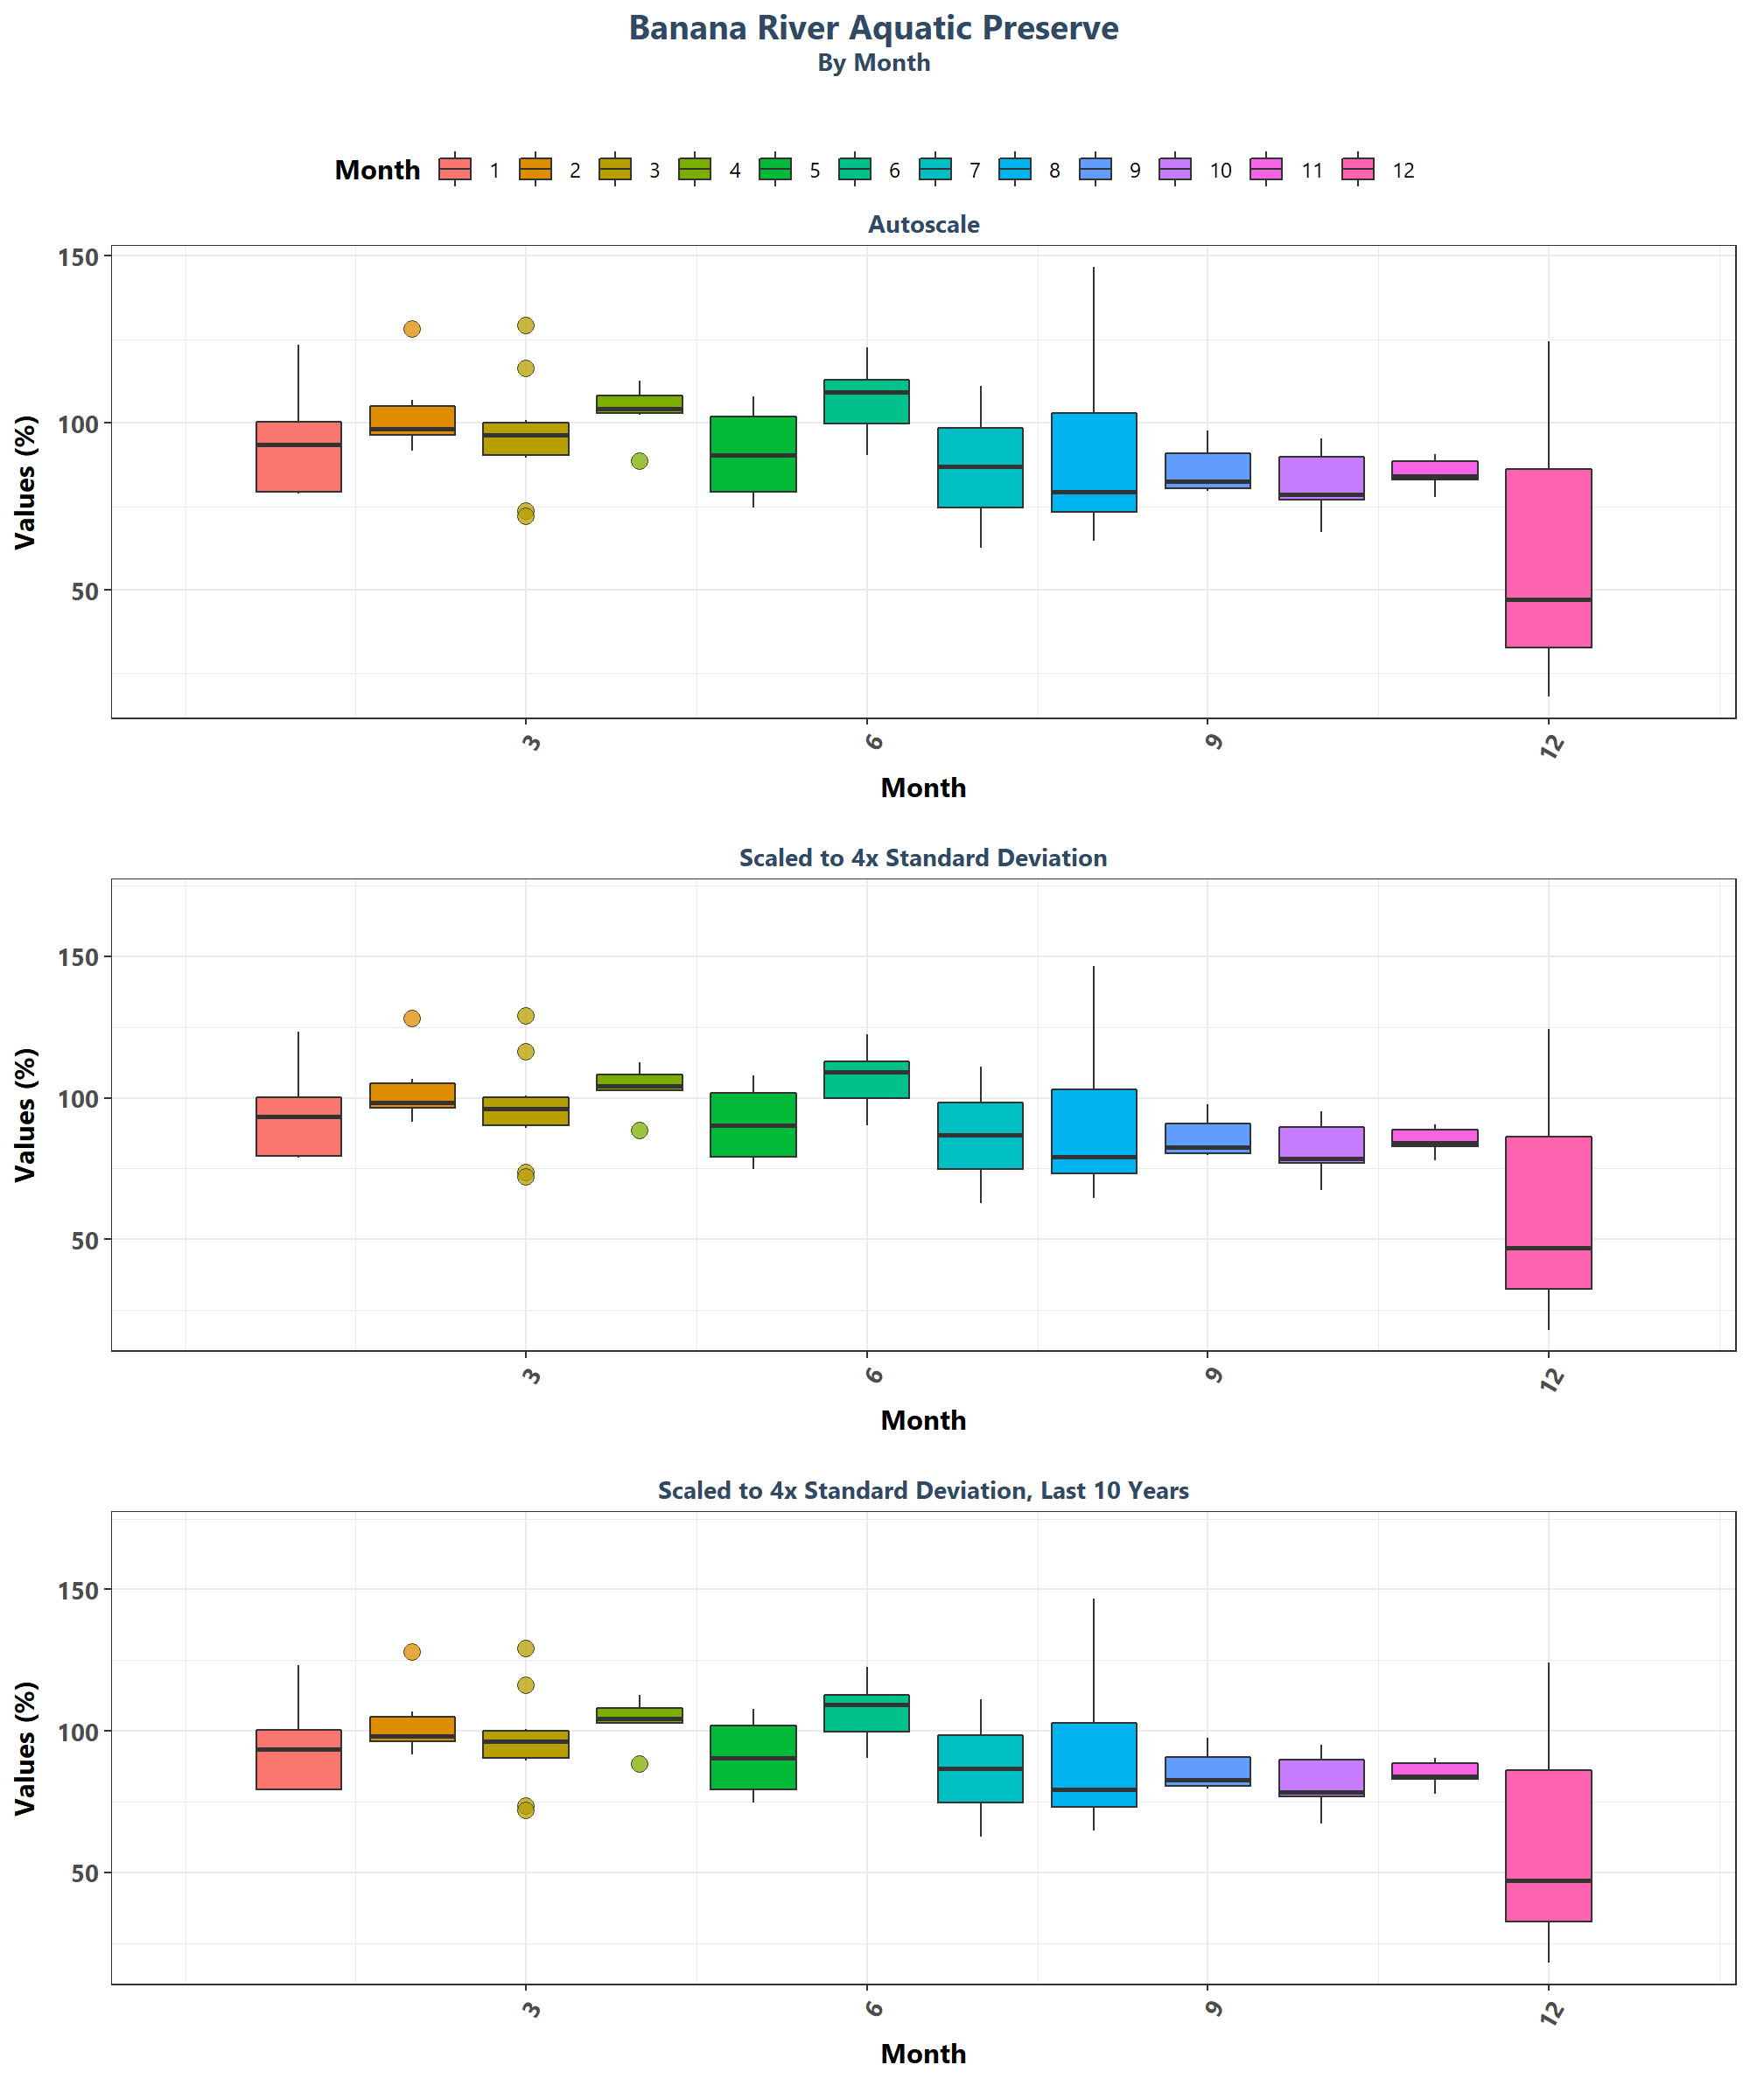 Banana River Aquatic Preserve
By Month
Month 1 2 3 4 5 6 7 8 9 10 11 12
Autoscale
150
100
50
Values (%)
3 6 9 12
Month
Scaled to 4x Standard Deviation
150
100
50
Values (%)
3 6 9 12
Month
Scaled to 4x Standard Deviation, Last 10 Years
150
100
50
Values (%)
3 6 9 12
Month